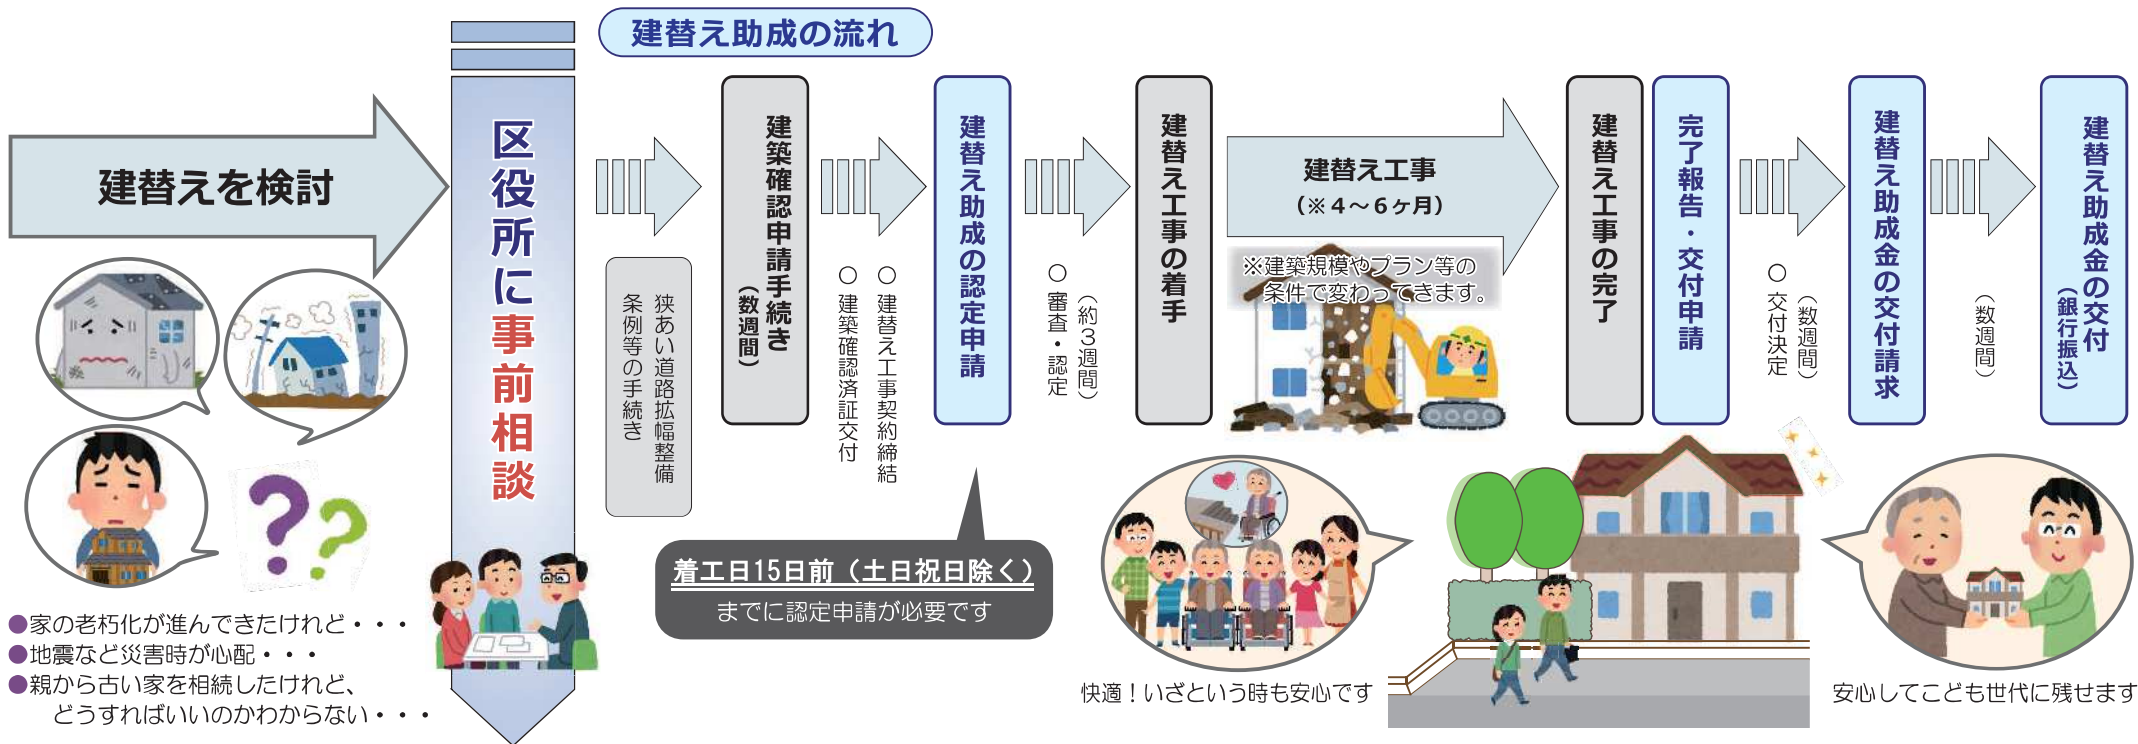 建替え助成の流れ
建替えを検討
●家の老朽化が進んできたけれど・・・
●地震など災害時が心配・・・
●親から古い家を相続したけれど、
どうすればいいのかわからない・・・
区役所に事前相談
狭あい道路拡幅整備
条例等の手続き
建築確認申請手続き
（数週間）
○ 建替え工事契約締結
○ 建築確認済証交付
建替え助成の認定申請
着工日15日前（土日祝日除く）
までに認定申請が必要です
（約３週間）
○ 審査・認定
建替え工事の着手
建替え工事
（※４～６ヶ月）
※建築規模やプラン等の
条件で変わってきます。
建替え工事の完了
完了報告・交付申請
（数週間）
○ 交付決定
建替え助成金の交付請求
（数週間）
建替え助成金の交付
（銀行振込）
快適！いざという時も安心です
安心してこども世代に残せます